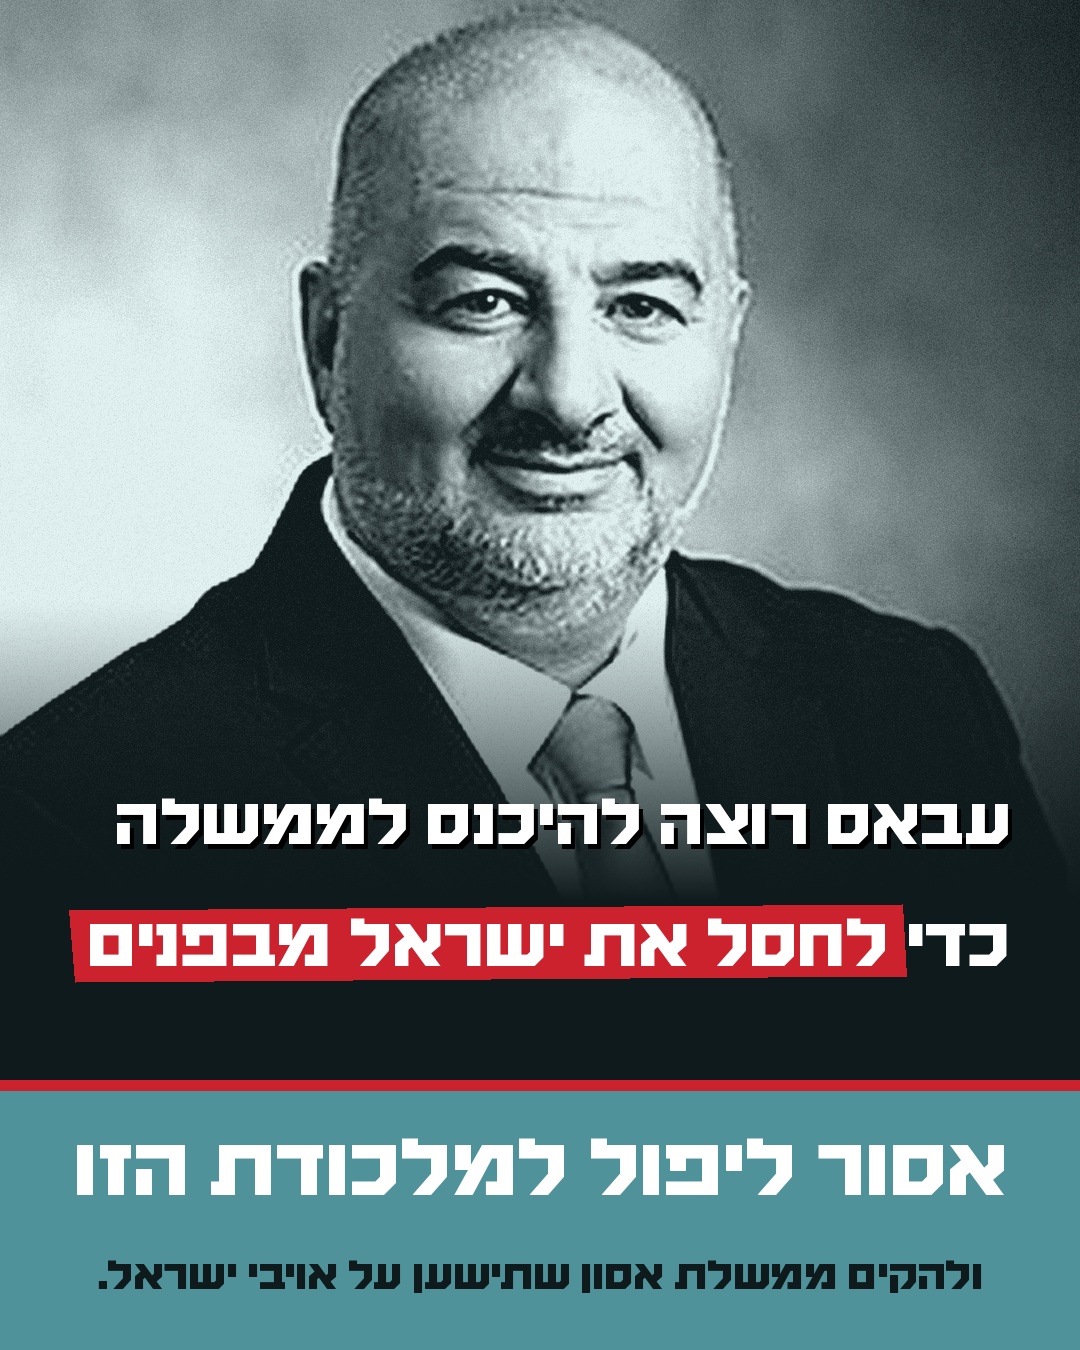 עבאס רוצה להיכנס לממשלה
כדי לחסל את ישראל מבפנים
אסור ליפול למלכודת הזו
ולהקים ממשלת אסון שתישען על אויבי ישראל.